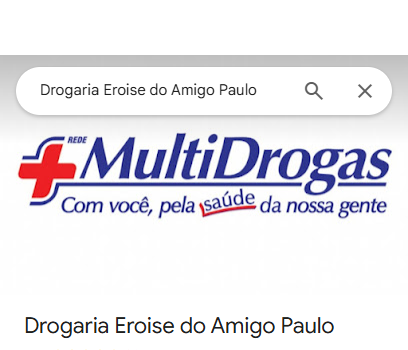 Drogaria Eroise do Amigo Paulo
REDE
MultiDrogas
Com você, pela saúde da nossa gente
Drogaria Eroise do Amigo Paulo